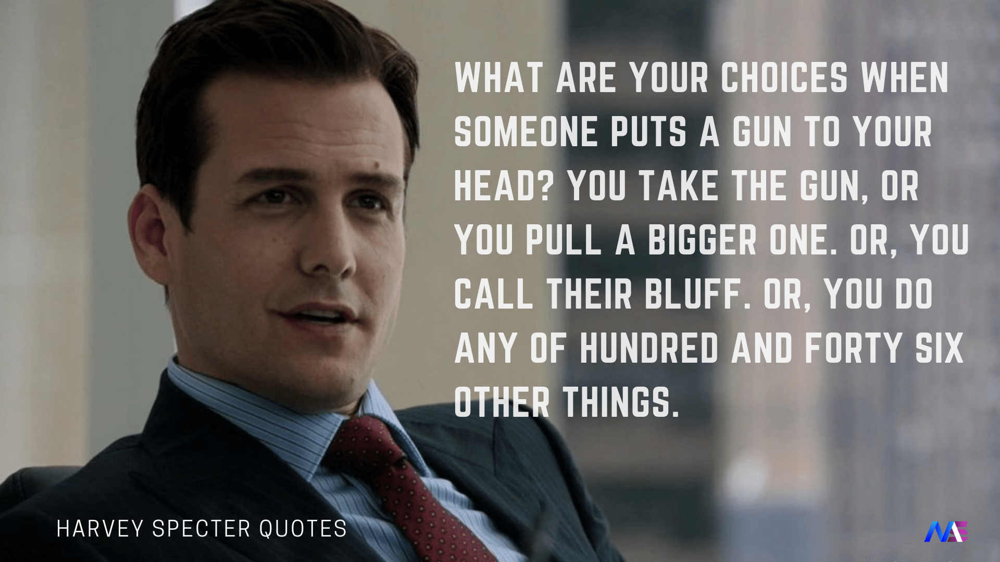 WHAT ARE YOUR CHOICES WHEN
SOMEONE PUTS A GUN TO YOUR
HEAD? YOU TAKE THE GUN, OR
YOU PULL A BIGGER ONE. OR, YOU
CALL THEIR BLUFF. OR, YOU DO
ANY OF HUNDRED AND FORTY SIX
OTHER THINGS.
HARVEY SPECTER QUOTES